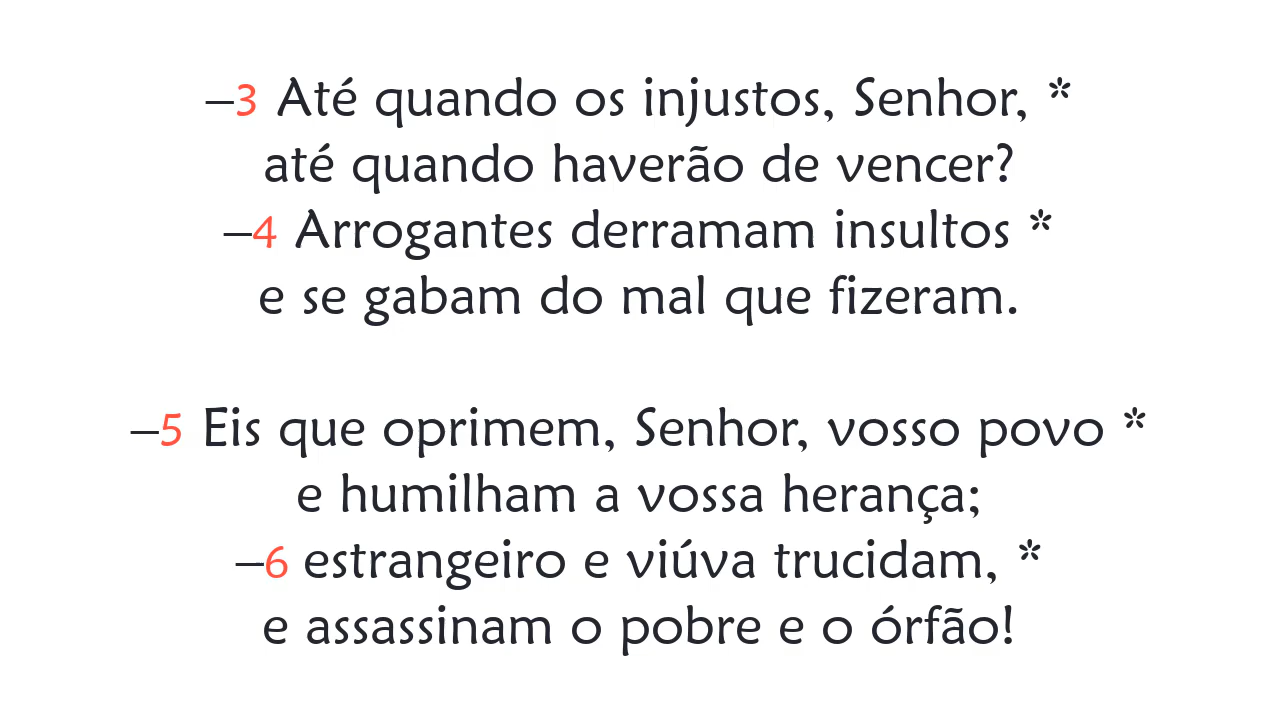 –3 Até quando os injustos, Senhor, *
até quando haverão de vencer?
–4 Arrogantes derramam insultos *
e se gabam do mal que fizeram.
–5 Eis que oprimem, Senhor, vosso povo *
e humilham a vossa herança;
–6 estrangeiro e viúva trucidam, *
e assassinam o pobre e o órfão!